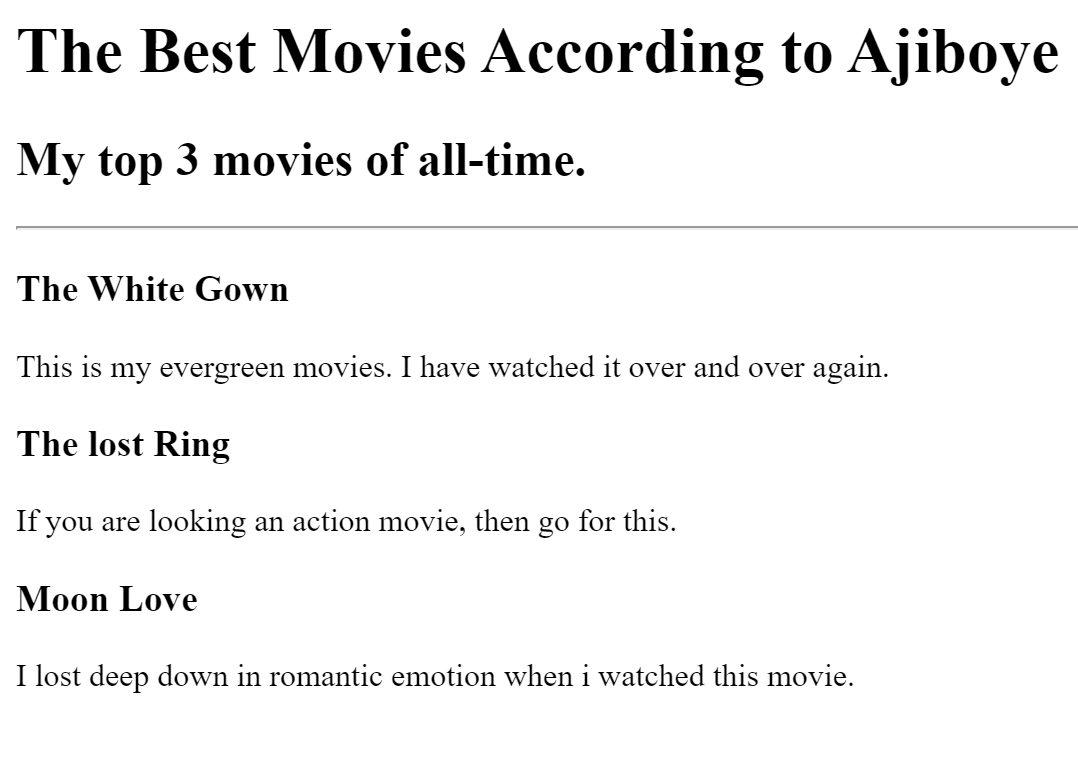 The Best Movies According to Ajiboye
My top 3 movies of all-time.
The White Gown
This is my evergreen movies. I have watched it over and over again.
The lost Ring
If you are looking an action movie, then go for this.
Moon Love
I lost deep down in romantic emotion when i watched this movie.